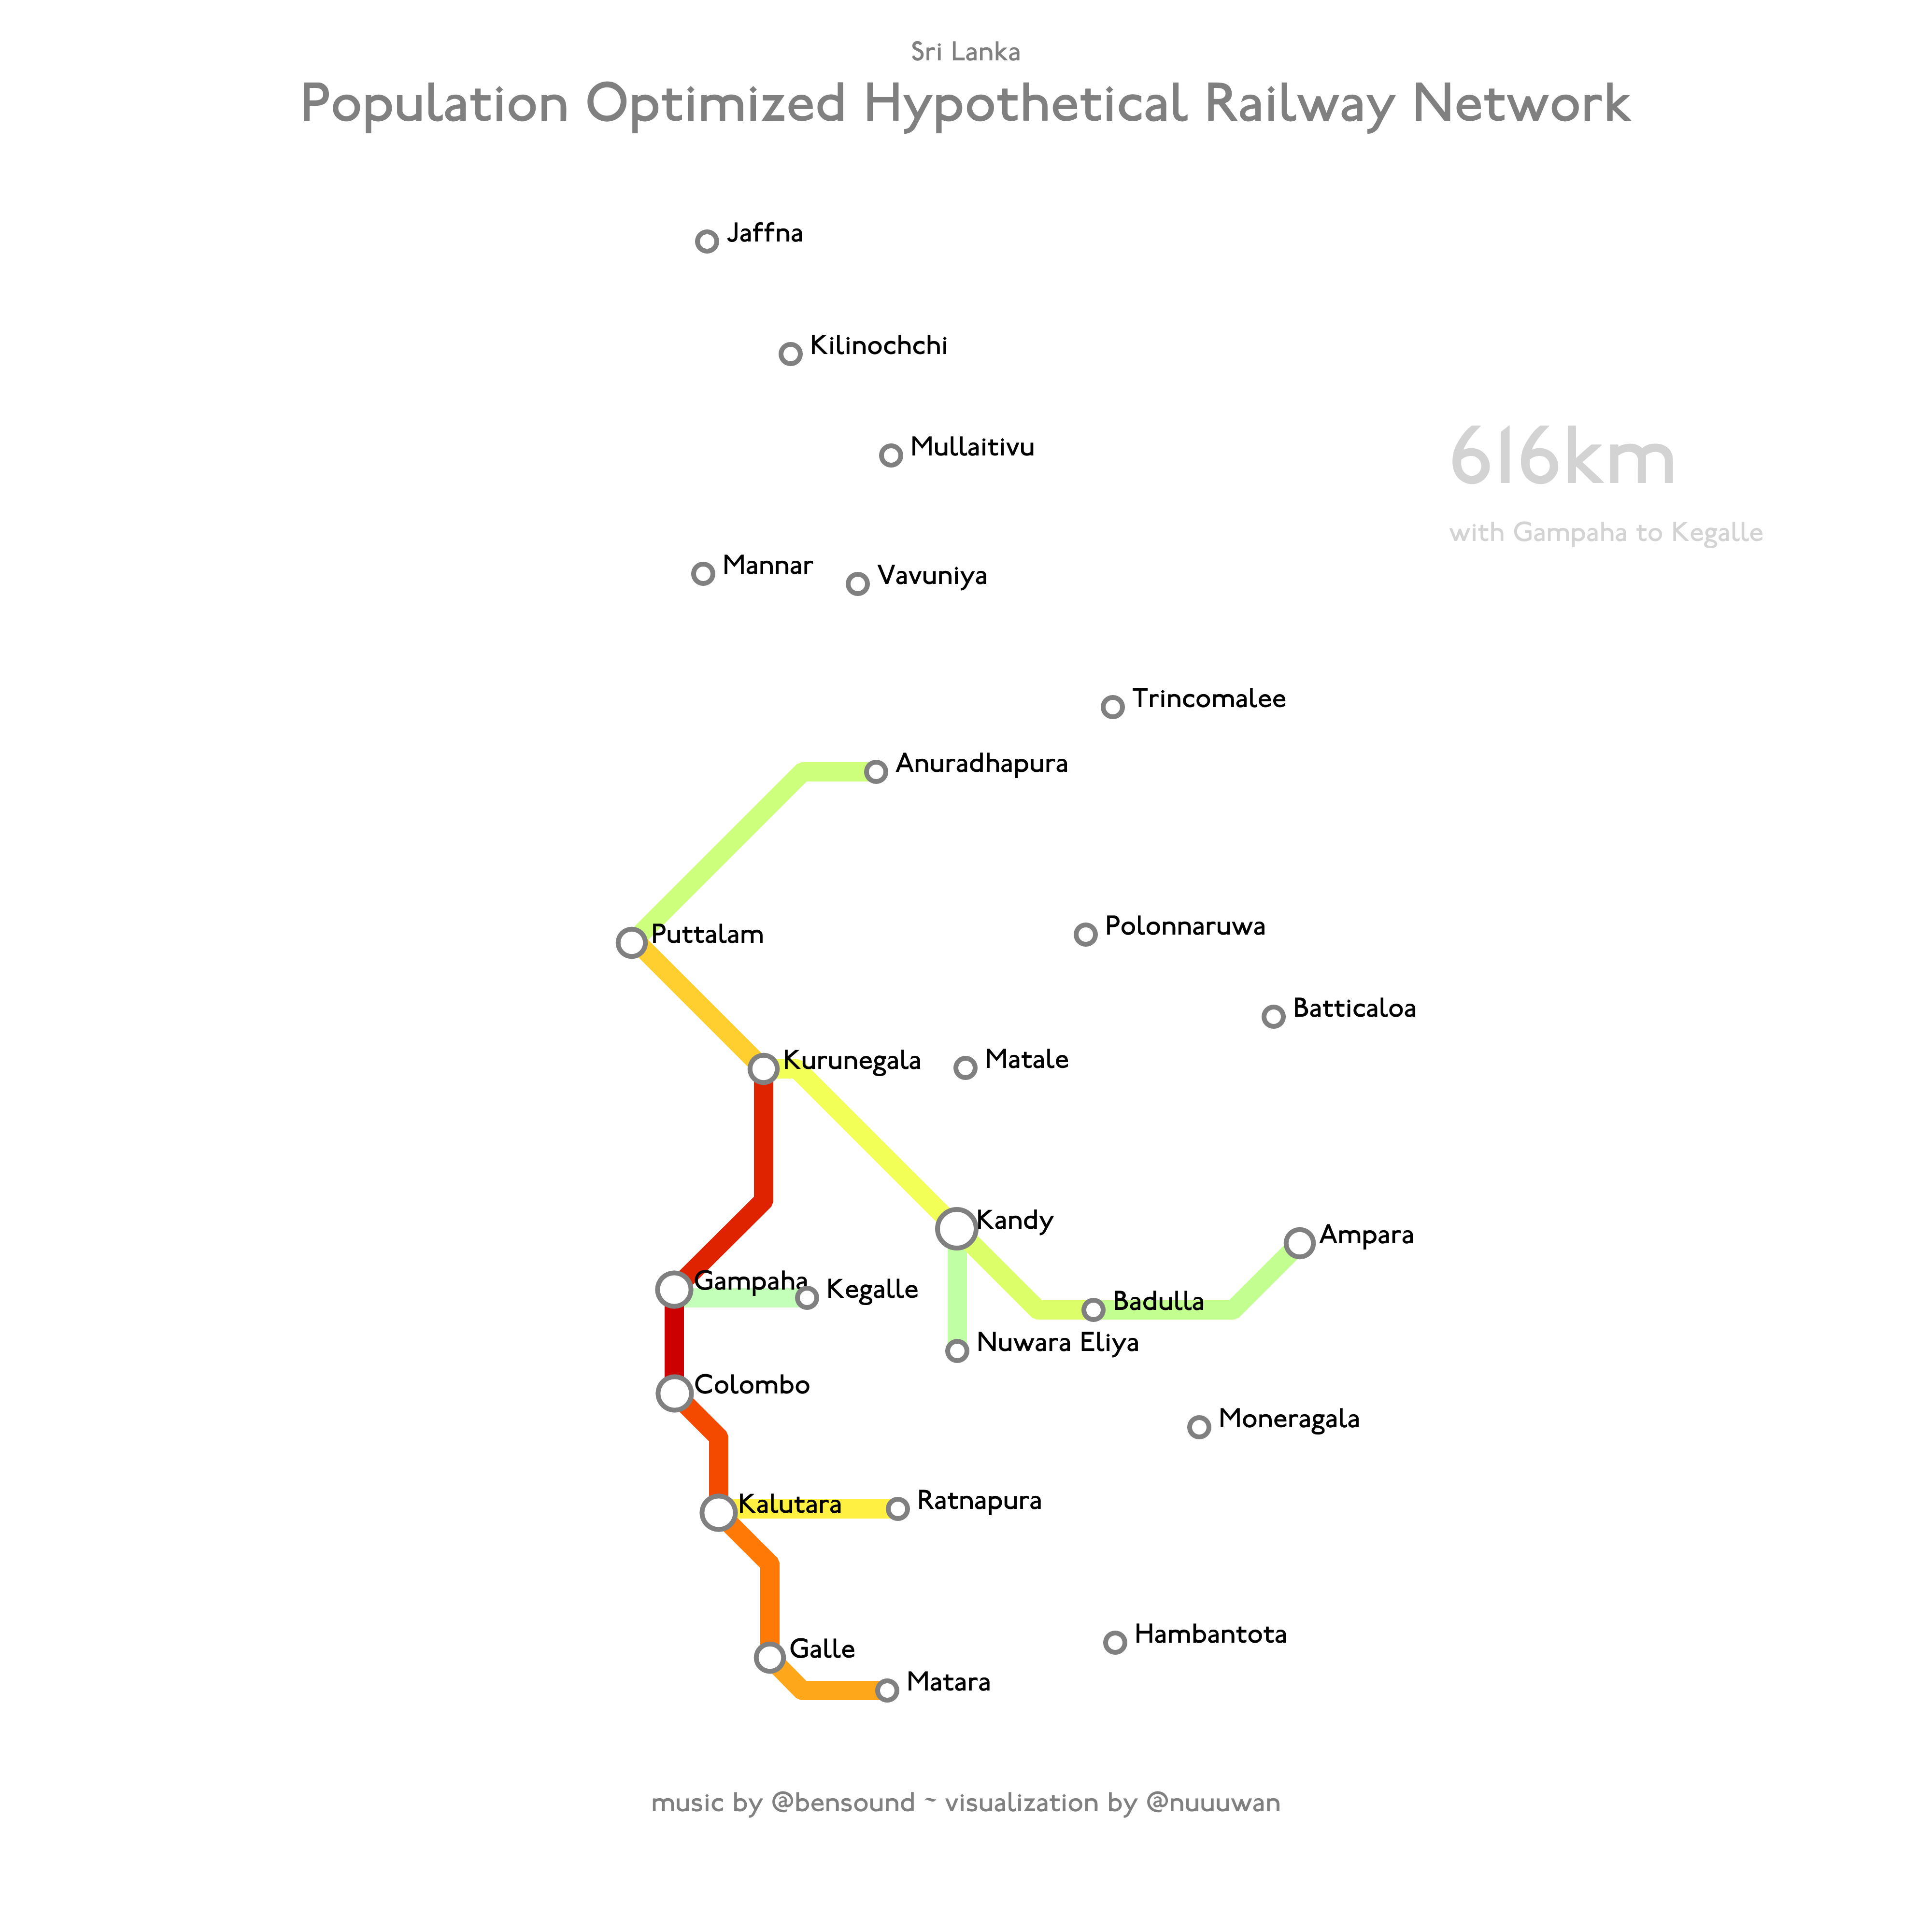 Sri Lanka
Population Optimized Hypothetical Railway Network
Jaffna
Kilinochchi
Mullaitivu
616km
with Gampaha to Kegalle
Mannar
Vavuniya
Trincomalee
Anuradhapura
Puttalam
Polonnaruwa
Batticaloa
Kurunegala
Matale
Kandy
Ampara
Gampaha
Kegalle
Badulla
Nuwara Eliya
Colombo
Moneragala
Kalutara
Ratnapura
Galle
Hambantota
Matara
music by @bensound ~ visualization by @nuuuwan